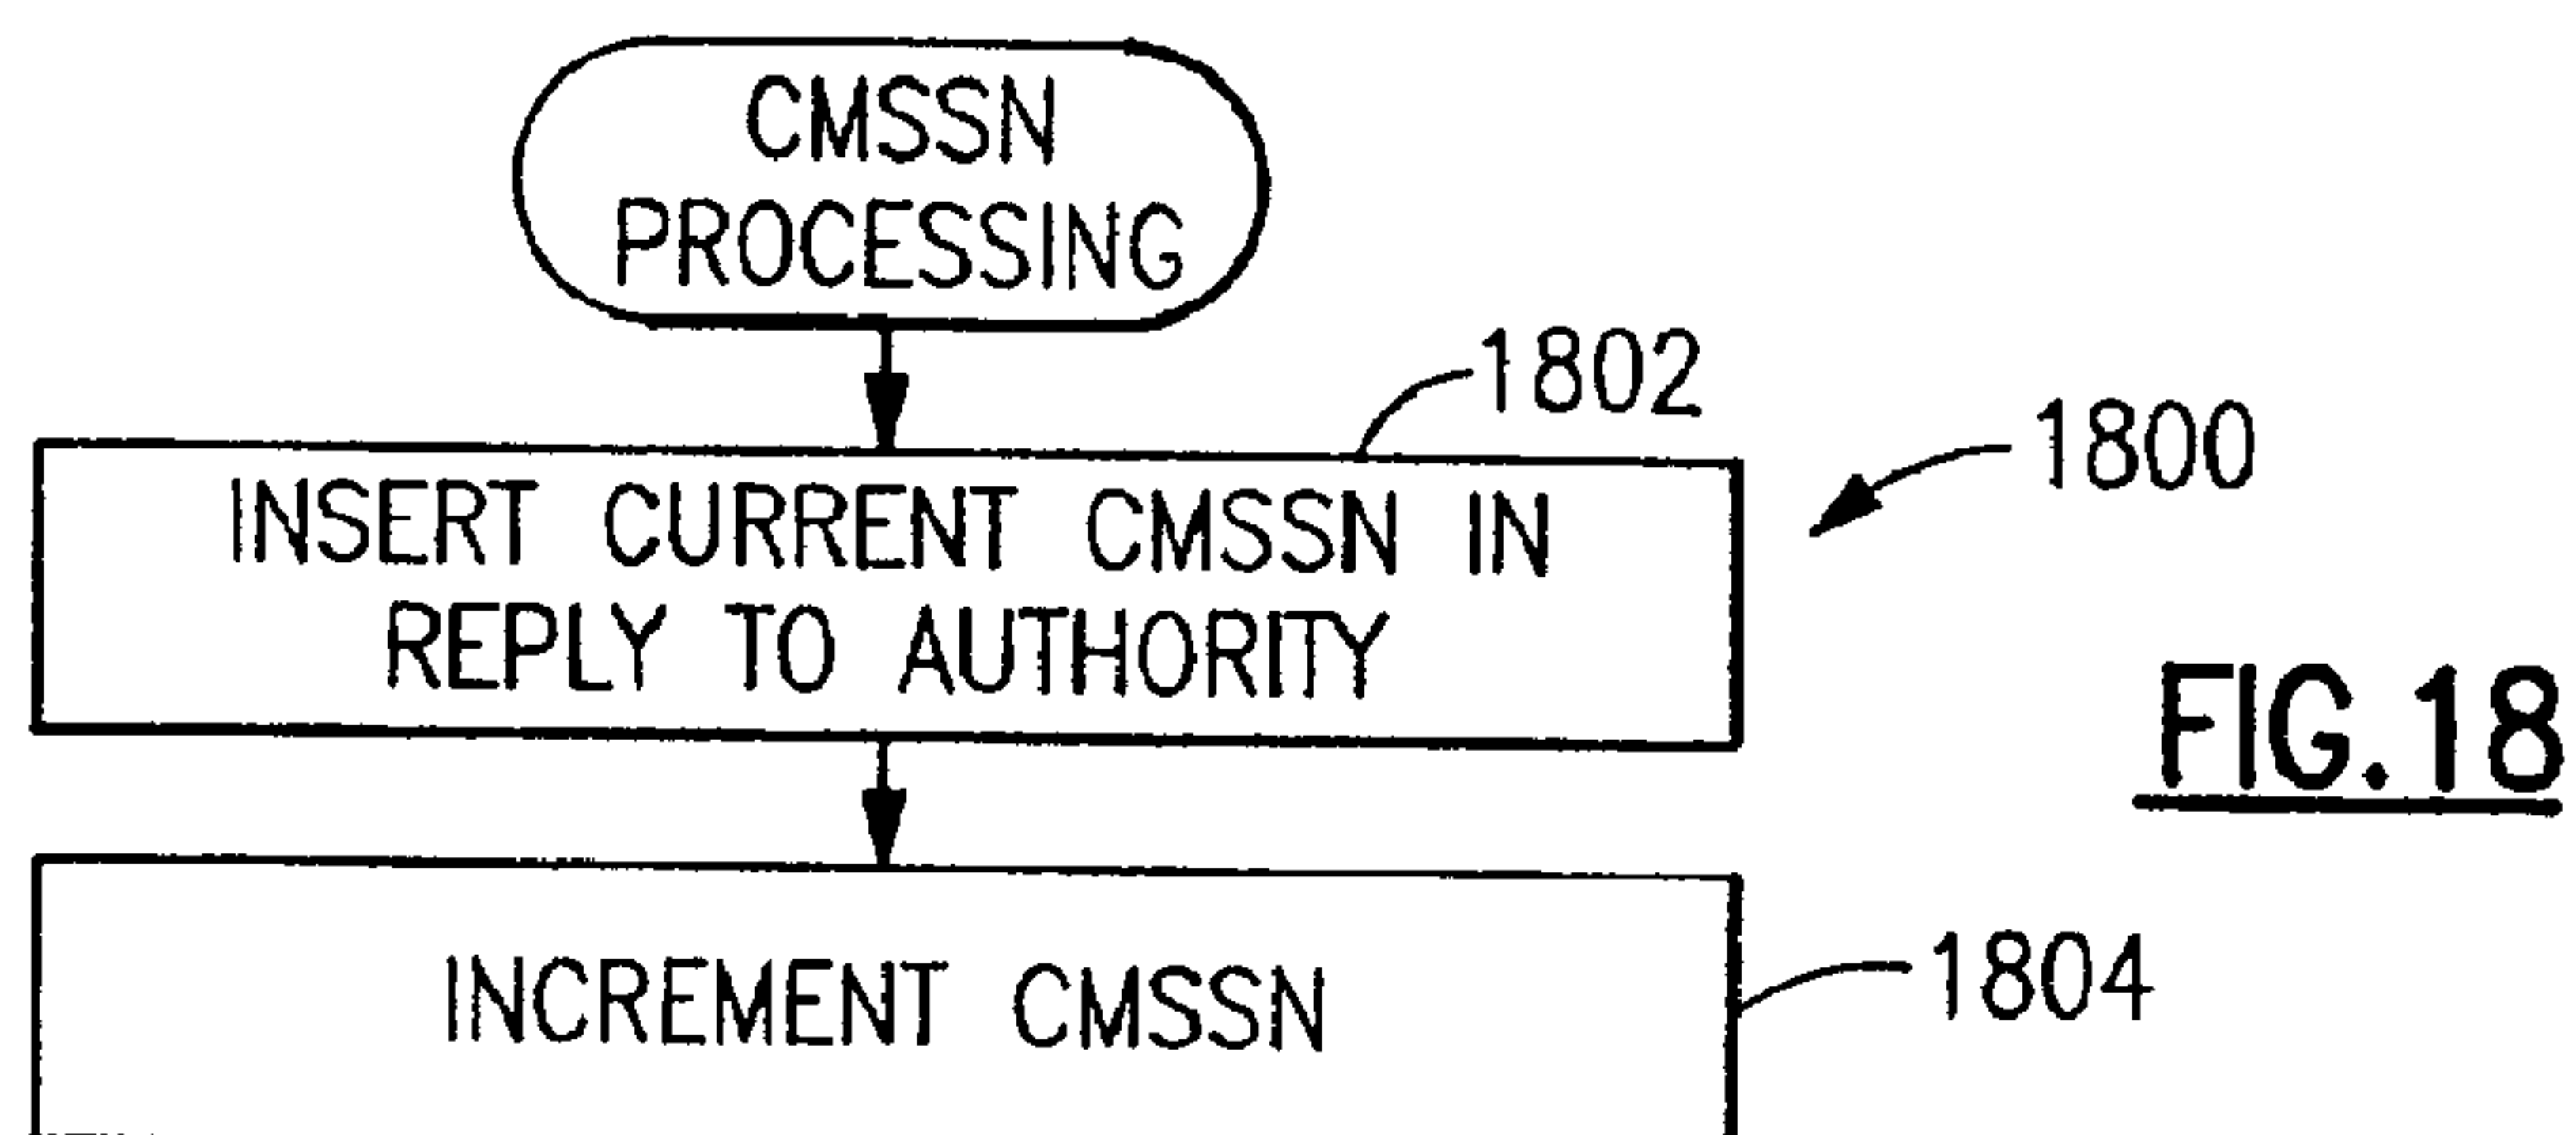 CMSSN
PROCESSING
1802
1800
INSERT CURRENT CMSSN IN
REPLY TO AUTHORITY
FIG.18
INCREMENT CMSSN
1804